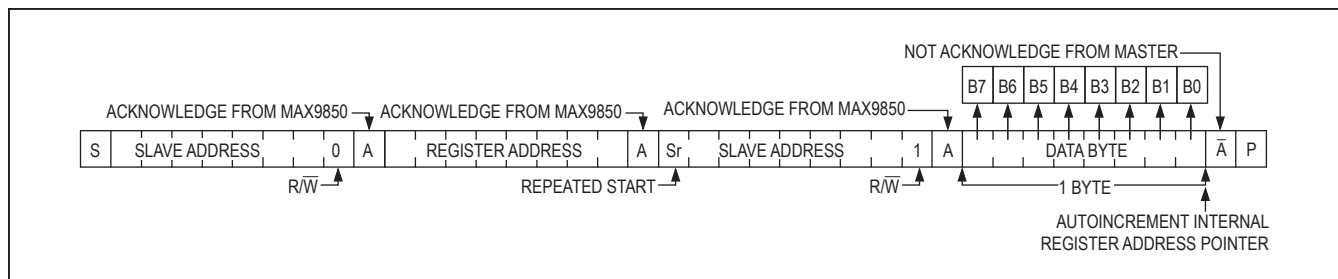 NOT ACKNOWLEDGE FROM MASTER
B7 B6 B5 B4 B3 B2 B1 B0
ACKNOWLEDGE FROM MAX9850 ACKNOWLEDGE FROM MAX9850 ACKNOWLEDGE FROM MAX9850
S SLAVE ADDRESS 0 A REGISTER ADDRESS A Sr SLAVE ADDRESS 1 A DATA BYTE A̅ P
R/W̅ REPEATED START R/W̅ 1 BYTE
AUTOINCREMENT INTERNAL
REGISTER ADDRESS POINTER